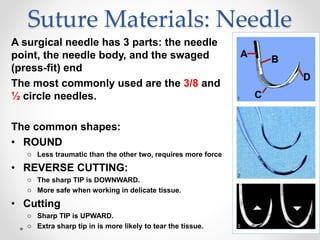 Suture Materials: Needle
A surgical needle has 3 parts: the needle
point, the needle body, and the swaged
(press-fit) end
The most commonly used are the 3/8 and
½ circle needles.
The common shapes:
• ROUND
o Less traumatic than the other two, requires more force
• REVERSE CUTTING:
o The sharp TIP is DOWNWARD.
o More safe when working in delicate tissue.
• Cutting
o Sharp TIP is UPWARD.
o Extra sharp tip in is more likely to tear the tissue.
A
B
D
C
1
2
3